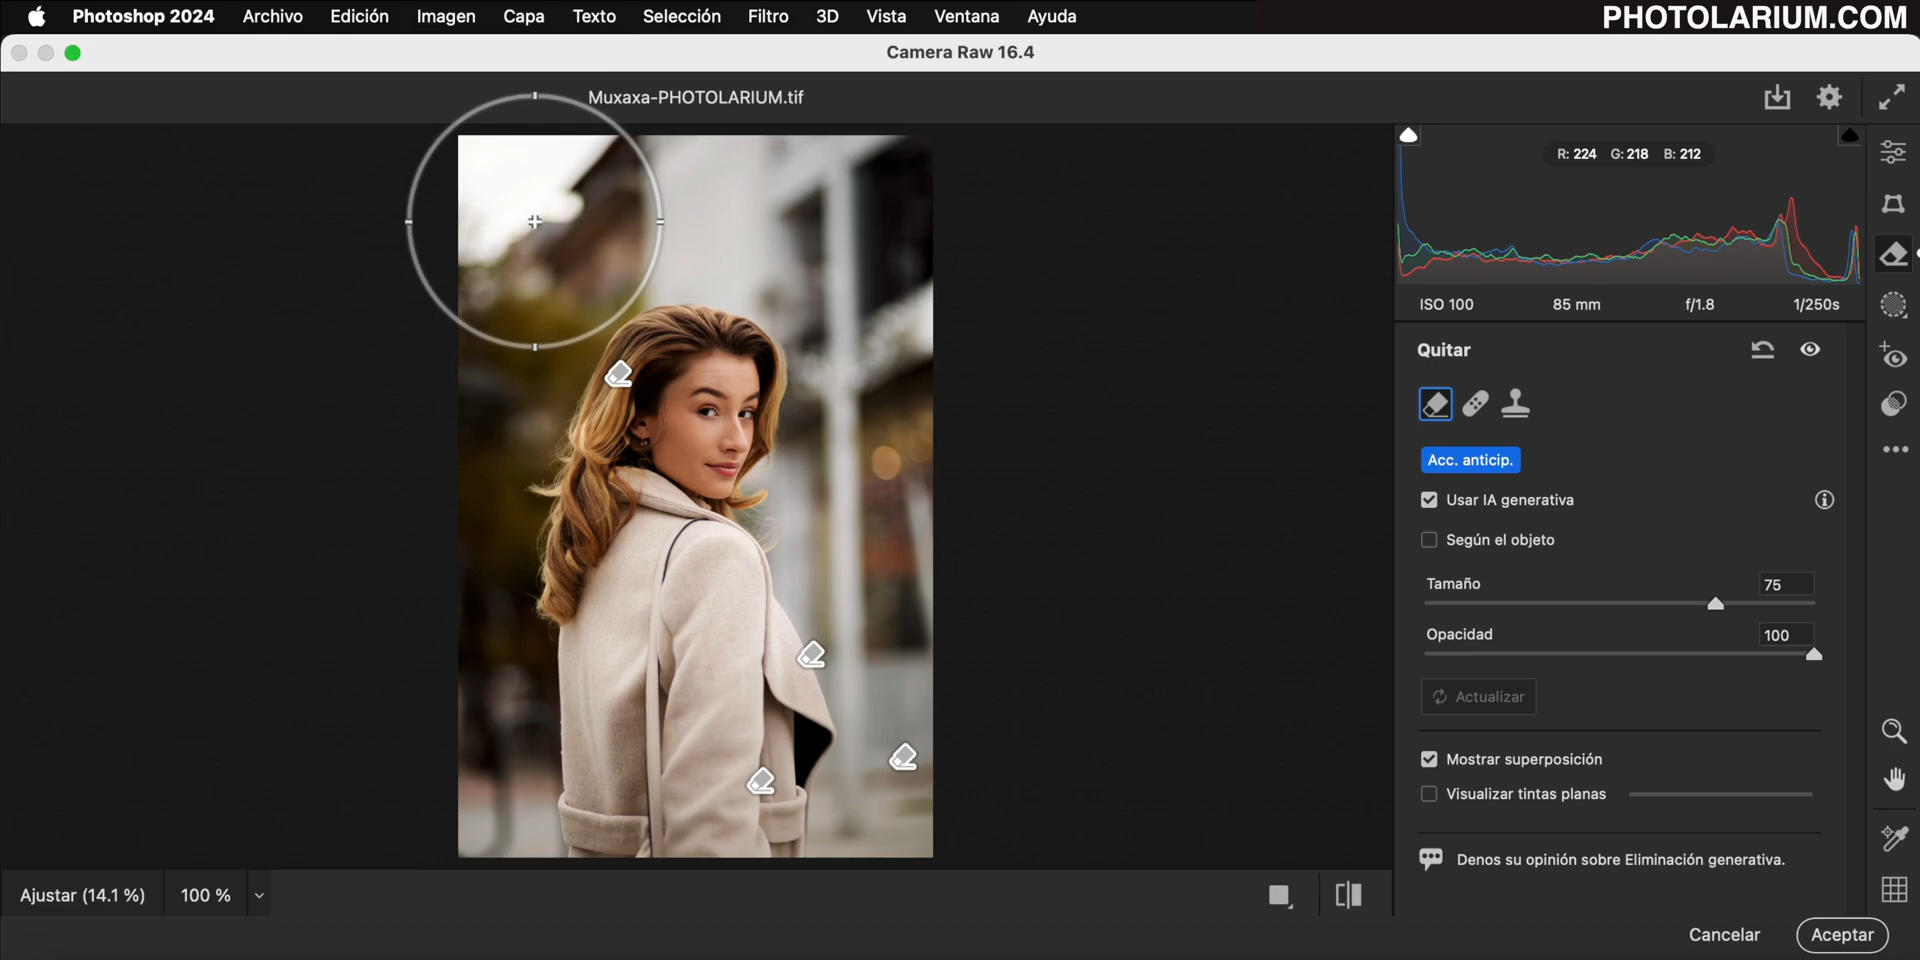 Photoshop 2024 Archivo Edición Imagen Capa Texto Selección Filtro 3D Vista Ventana Ayuda
PHOTOLARIUM.COM
Camera Raw 16.4
Muxaxa-PHOTOLARIUM.tif
R: 224 G: 218 B: 212
ISO 100 85 mm f/1.8 1/250s
Quitar
Acc. anticip.
Usar IA generativa
Según el objeto
Tamaño 75
Opacidad 100
Actualizar
Mostrar superposición
Visualizar tintas planas
Denos su opinión sobre Eliminación generativa.
Ajustar (14.1 %) 100 %
Cancelar Aceptar